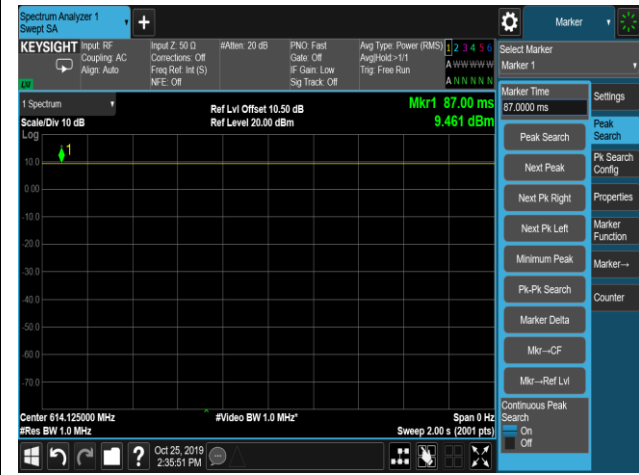 Spectrum Analyzer 1
Swept SA
Marker
KEYSIGHT
Input: RF
Coupling: AC
Align: Auto
Input Z: 50 Ω
Corrections: Off
Freq Ref: Int (S)
NFE: Off
#Atten: 20 dB
PNO: Fast
Gate: Off
IF Gain: Low
Sig Track: Off
Avg Type: Power (RMS)
Avg|Hold:>1/1
Trig: Free Run
1 2 3 4 5 6
A W W W W W
A N N N N N
Select Marker
Marker 1
1 Spectrum
Scale/Div 10 dB
Log
Ref Lvl Offset 10.50 dB
Ref Level 20.00 dBm
Mkr1 87.00 ms
9.461 dBm
1
10.0
0.00
-10.0
-20.0
-30.0
-40.0
-50.0
-60.0
-70.0
Center 614.125000 MHz
#Res BW 1.0 MHz
#Video BW 1.0 MHz*
Span 0 Hz
Sweep 2.00 s (2001 pts)
Marker Time
87.0000 ms
Peak Search
Next Peak
Next Pk Right
Next Pk Left
Minimum Peak
Pk-Pk Search
Marker Delta
Mkr→CF
Mkr→Ref Lvl
Continuous Peak
Search
On
Off
Settings
Peak
Search
Pk Search
Config
Properties
Marker
Function
Marker→
Counter
Oct 25, 2019
2:35:51 PM